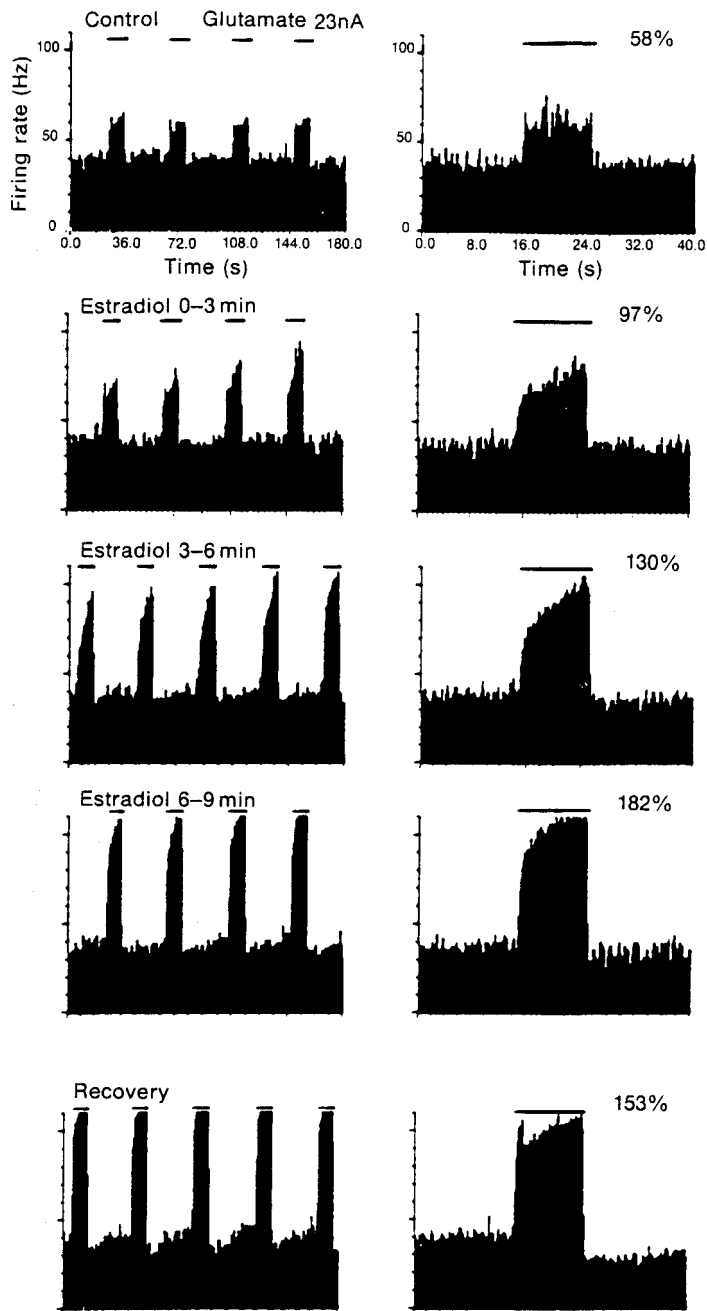 Control Glutamate 23nA
58%
Firing rate (Hz)
100
50
0
0.0 36.0 72.0 108.0 144.0 180.0
Time (s)
100
50
0
0.0 8.0 16.0 24.0 32.0 40.0
Time (s)
Estradiol 0–3 min
97%
Estradiol 3–6 min
130%
Estradiol 6–9 min
182%
Recovery
153%